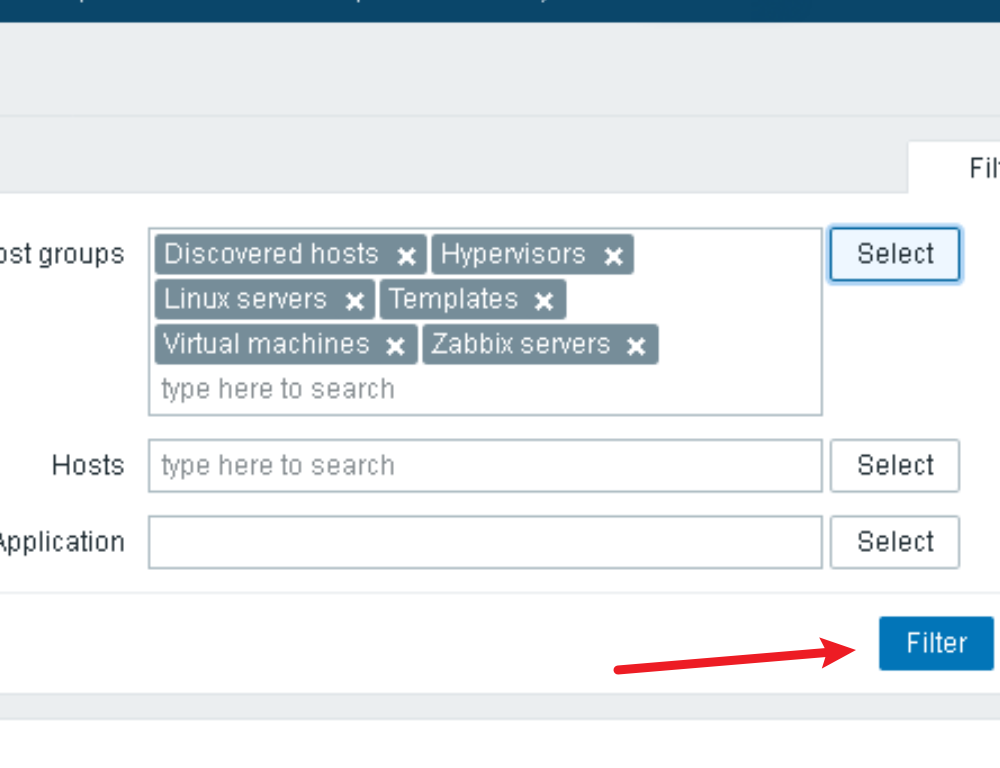 Fil
ost groups
Discovered hosts Hypervisors
Select
Linux servers Templates
Virtual machines Zabbix servers
type here to search
Hosts
type here to search
Select
Application
Select
Filter